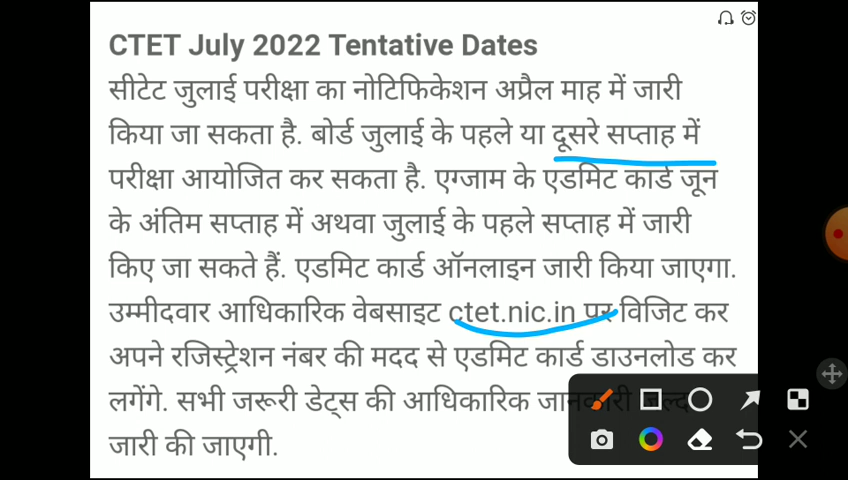 CTET July 2022 Tentative Dates
सीटेट जुलाई परीक्षा का नोटिफिकेशन अप्रैल माह में जारी
किया जा सकता है. बोर्ड जुलाई के पहले या दूसरे सप्ताह में
परीक्षा आयोजित कर सकता है. एग्जाम के एडमिट कार्ड जून
के अंतिम सप्ताह में अथवा जुलाई के पहले सप्ताह में जारी
किए जा सकते हैं. एडमिट कार्ड ऑनलाइन जारी किया जाएगा.
उम्मीदवार आधिकारिक वेबसाइट ctet.nic.in पर विजिट कर
अपने रजिस्ट्रेशन नंबर की मदद से एडमिट कार्ड डाउनलोड कर
लगेंगे. सभी जरूरी डेट्स की आधिकारिक जानकारी जल्द
जारी की जाएगी.